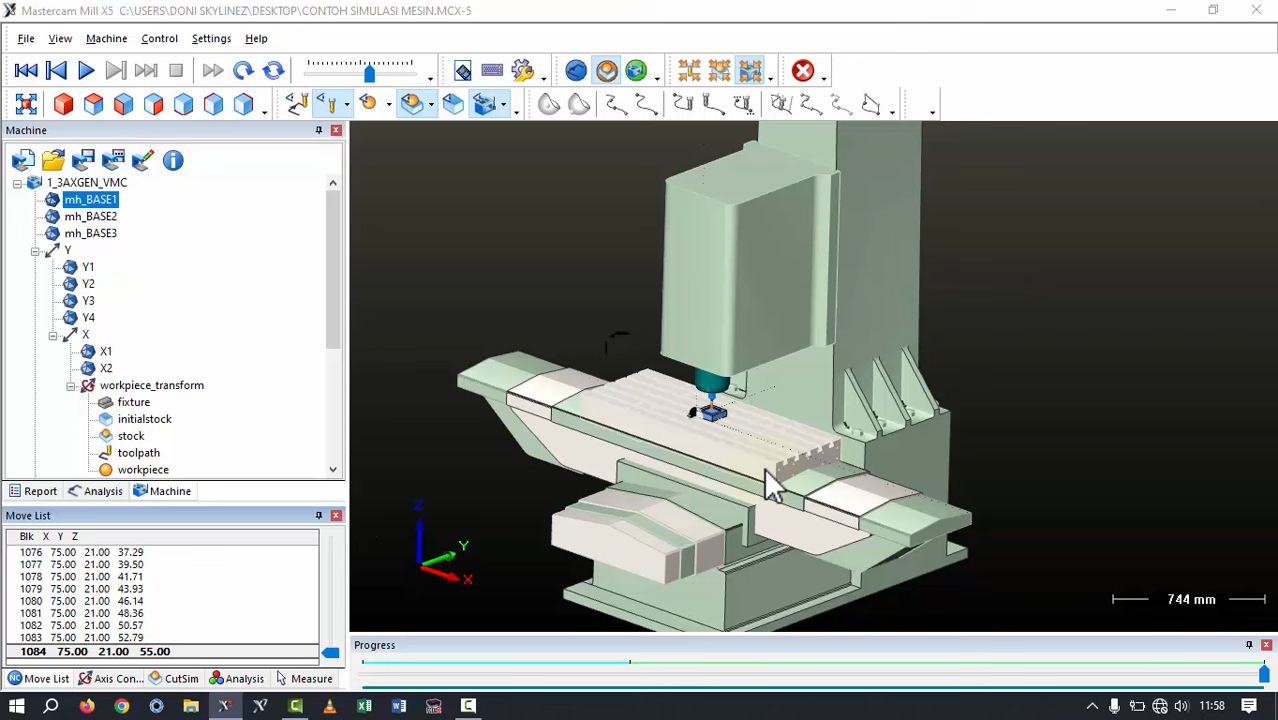 Mastercam Mill X5 C:\USERS\DONI SKYLINEZ\DESKTOP\CONTOH SIMULASI MESIN.MCX-5
File View Machine Control Settings Help
Machine
1_3AXGEN_VMC
mh_BASE1
mh_BASE2
mh_BASE3
Y
Y1
Y2
Y3
Y4
X
X1
X2
workpiece_transform
fixture
initialstock
stock
toolpath
workpiece
Report Analysis Machine
Move List
Blk X Y Z
1076 75.00 21.00 37.29
1077 75.00 21.00 39.50
1078 75.00 21.00 41.71
1079 75.00 21.00 43.93
1080 75.00 21.00 46.14
1081 75.00 21.00 48.36
1082 75.00 21.00 50.57
1083 75.00 21.00 52.79
1084 75.00 21.00 55.00
Move List Axis Con... CutSim Analysis Measure
Z
Y
X
744 mm
Progress
11:58